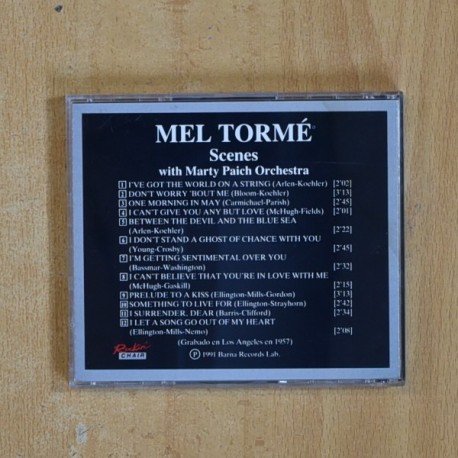 MEL TORMÉ
Scenes
with Marty Paich Orchestra
1 I'VE GOT THE WORLD ON A STRING (Arlen-Koehler) [2'02]
2 DON'T WORRY 'BOUT ME (Bloom-Koehler) [3'13]
3 ONE MORNING IN MAY (Carmichael-Parish) [2'45]
4 I CAN'T GIVE YOU ANY BUT LOVE (McHugh-Fields) [2'01]
5 BETWEEN THE DEVIL AND THE BLUE SEA
(Arlen-Koehler) [2'22]
6 I DON'T STAND A GHOST OF CHANCE WITH YOU
(Young-Crosby) [2'45]
7 I'M GETTING SENTIMENTAL OVER YOU
(Bassmar-Washington) [2'32]
8 I CAN'T BELIEVE THAT YOU'RE IN LOVE WITH ME
(McHugh-Gaskill) [2'15]
9 PRELUDE TO A KISS (Ellington-Mills-Gordon) [3'13]
10 SOMETHING TO LIVE FOR (Ellington-Strayhorn) [2'42]
11 I SURRENDER, DEAR (Barris-Clifford) [2'34]
12 I LET A SONG OUT OF MY HEART
(Ellington-Mills-Nemo) [2'08]
(Grabado en Los Angeles en 1957)
CHAIR
Ⓟ 1991 Barna Records Lab.